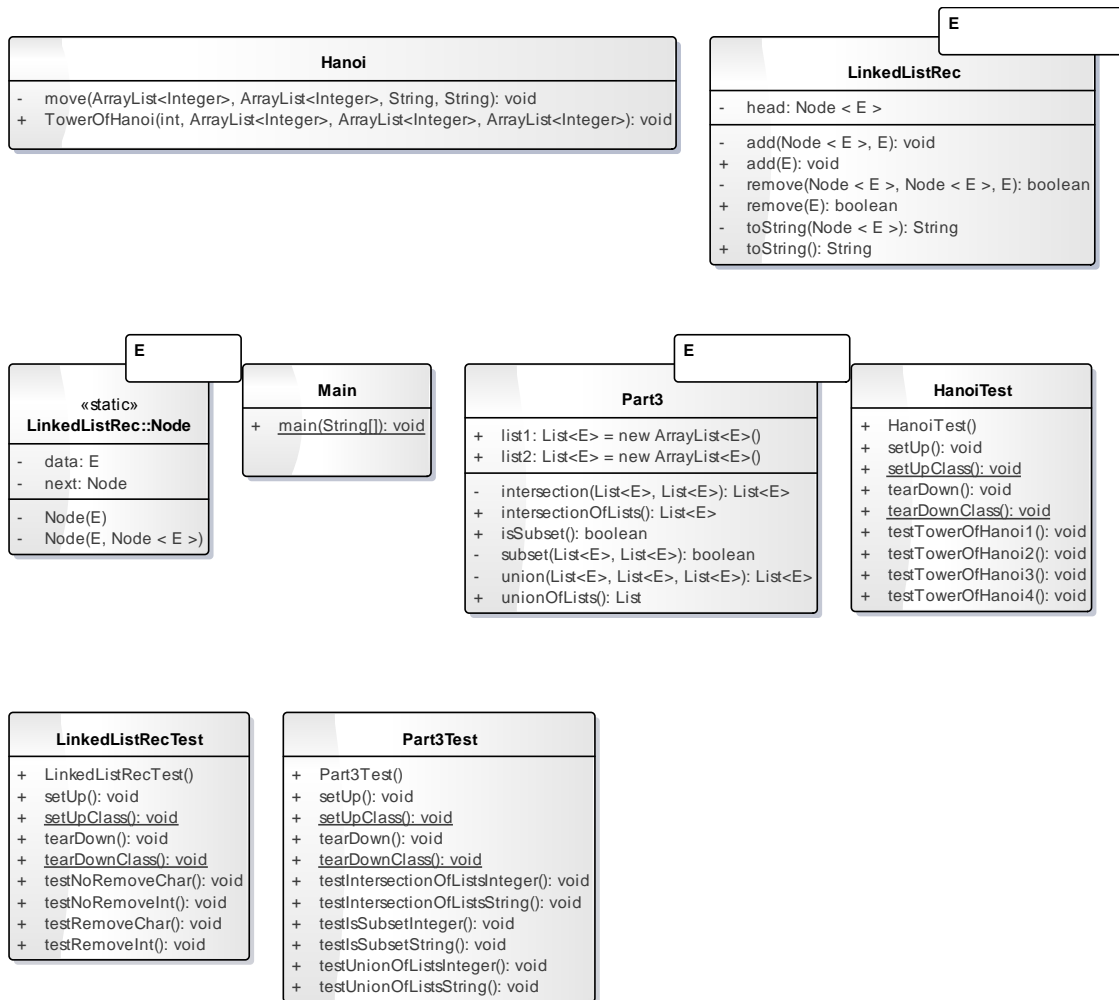 Hanoi
- move(ArrayList<Integer>, ArrayList<Integer>, String, String): void
+ TowerOfHanoi(int, ArrayList<Integer>, ArrayList<Integer>, ArrayList<Integer>): void
E
LinkedListRec
- head: Node < E >
- add(Node < E >, E): void
+ add(E): void
- remove(Node < E >, Node < E >, E): boolean
+ remove(E): boolean
- toString(Node < E >): String
+ toString(): String
E
«static»
LinkedListRec::Node
- data: E
- next: Node
- Node(E)
- Node(E, Node < E >)
Main
+ main(String[]): void
E
Part3
+ list1: List<E> = new ArrayList<E>()
+ list2: List<E> = new ArrayList<E>()
- intersection(List<E>, List<E>): List<E>
+ intersectionOfLists(): List<E>
+ isSubset(): boolean
- subset(List<E>, List<E>): boolean
- union(List<E>, List<E>, List<E>): List<E>
+ unionOfLists(): List
HanoiTest
+ HanoiTest()
+ setUp(): void
+ setUpClass(): void
+ tearDown(): void
+ tearDownClass(): void
+ testTowerOfHanoi1(): void
+ testTowerOfHanoi2(): void
+ testTowerOfHanoi3(): void
+ testTowerOfHanoi4(): void
LinkedListRecTest
+ LinkedListRecTest()
+ setUp(): void
+ setUpClass(): void
+ tearDown(): void
+ tearDownClass(): void
+ testNoRemoveChar(): void
+ testNoRemoveInt(): void
+ testRemoveChar(): void
+ testRemoveInt(): void
Part3Test
+ Part3Test()
+ setUp(): void
+ setUpClass(): void
+ tearDown(): void
+ tearDownClass(): void
+ testIntersectionOfListsInteger(): void
+ testIntersectionOfListsString(): void
+ testIsSubsetInteger(): void
+ testIsSubsetString(): void
+ testUnionOfListsInteger(): void
+ testUnionOfListsString(): void